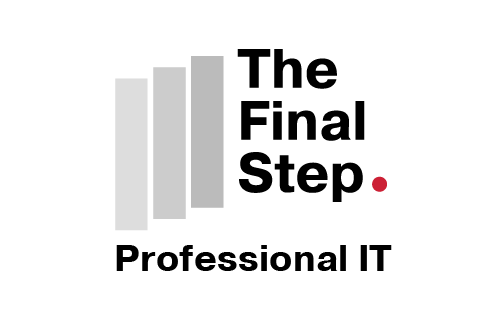 The
Final
Step.
Professional IT